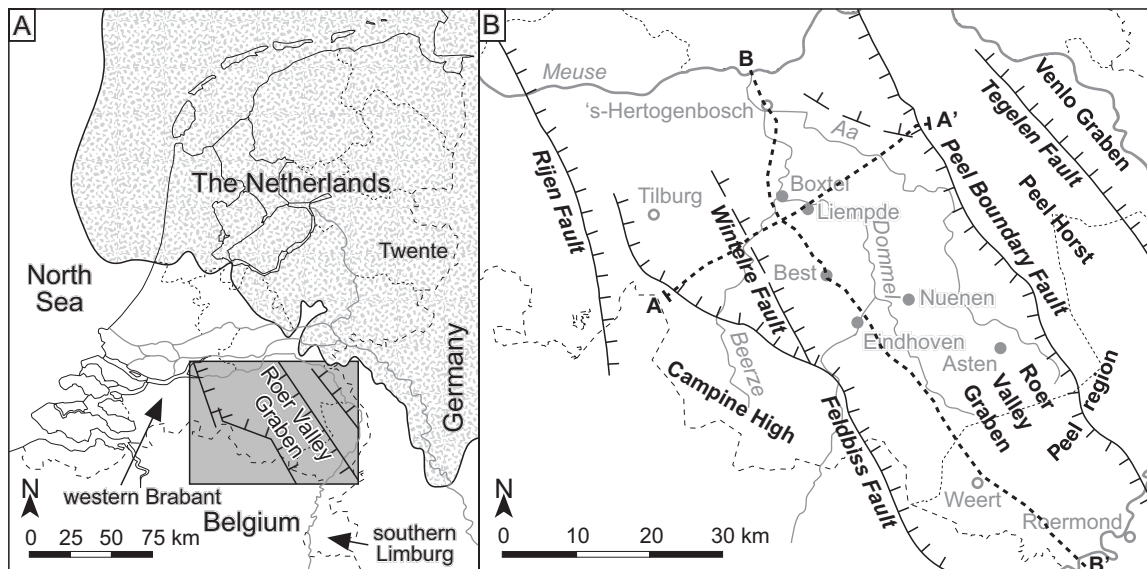 A
The Netherlands
Twente
North
Sea
Germany
Roer Valley
Graben
western Brabant
N
Belgium
southern
Limburg
0 25 50 75 km
B
Meuse
B
's-Hertogenbosch
Aa
A'
Venlo Graben
Tegelen Fault
Rijen Fault
Peel Boundary Fault
Peel Horst
Tilburg
Boxtel
Liempde
Wintelre Fault
Dommel
Best
A
Nuenen
Eindhoven
Beerze
Asten
Campine High
Roer
Valley
Graben
Peel region
Feldbiss Fault
Weert
Roermond
N
0 10 20 30 km
B'